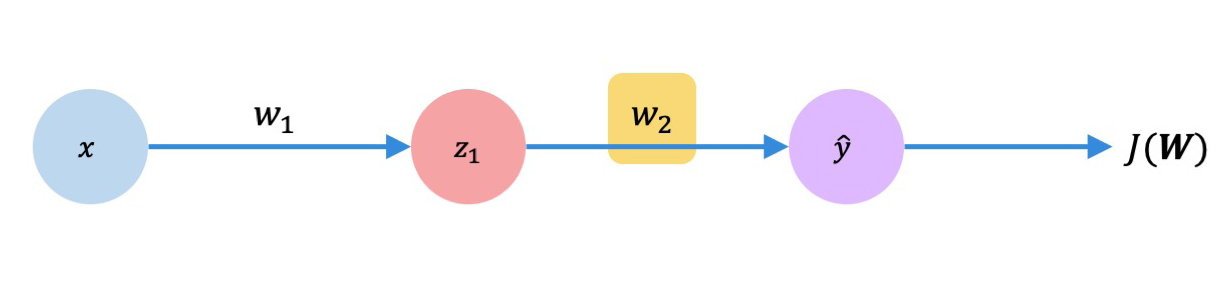 x w₁ z₁ w₂ ŷ J(W)